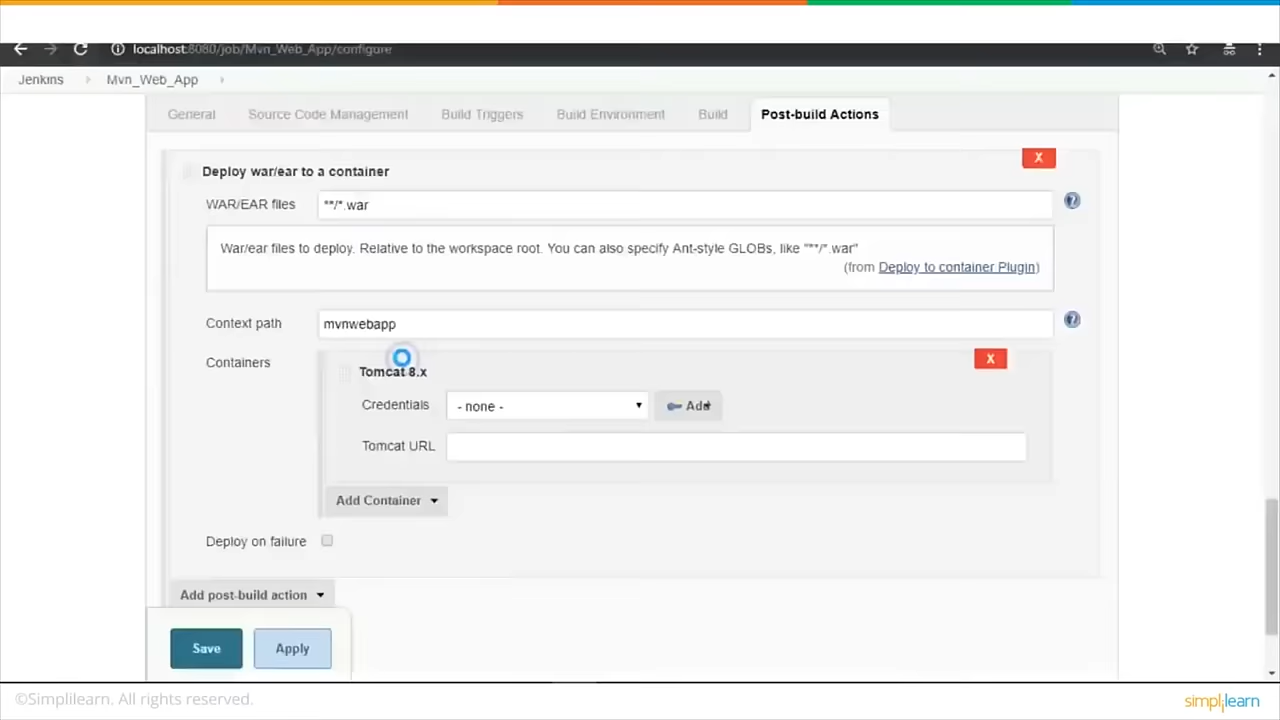 localhost:8080/job/Mvn_Web_App/configure
Jenkins Mvn_Web_App
General Source Code Management Build Triggers Build Environment Build Post-build Actions
X
Deploy war/ear to a container
WAR/EAR files **/*.war
War/ear files to deploy. Relative to the workspace root. You can also specify Ant-style GLOBs, like "**/*.war"
(from Deploy to container Plugin)
Context path mvnwebapp
Containers
X
Tomcat 8.x
Credentials - none - Add
Tomcat URL
Add Container
Deploy on failure
Add post-build action
Save Apply
©Simplilearn. All rights reserved.
simplilearn